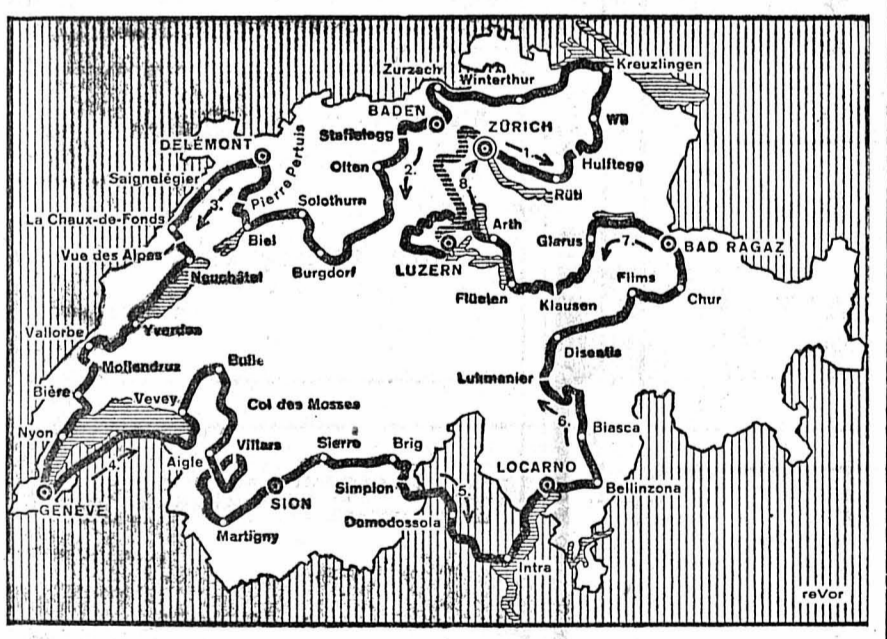 Kreuzlingen
Zurzach
Winterthur
BADEN
Wil
Staffelegg
ZÜRICH
DELÉMONT
1.
Hulftegg
Olten
2.
Saignelégier
Pierre Pertuis
8.
Rüti
3.
Solothurn
La Chaux-de-Fonds
Biel
Arth
Glarus
7.
BAD RAGAZ
Vue des Alpes
Burgdorf
LUZERN
Neuchâtel
Flims
Flüelen
Klausen
Chur
Yverdon
Vallorbe
Disentis
Mollendruz
Bulle
Lukmanier
Bière
Vevey
Col des Mosses
6.
Biasca
Nyon
Villars
Sierre
Brig
4.
Aigle
LOCARNO
Simplon
5.
Bellinzona
GENÈVE
SION
Domodossola
Martigny
Intra
reVor